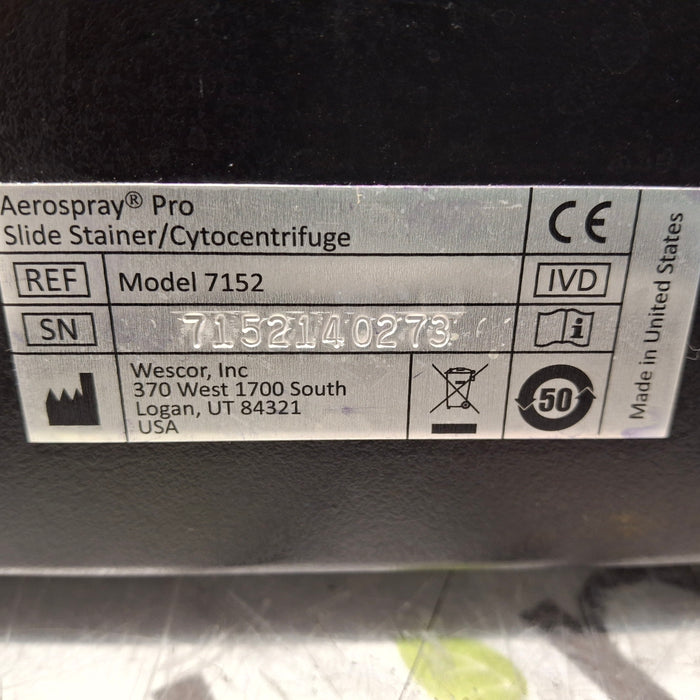 Aerospray® Pro
Slide Stainer/Cytocentrifuge
CE
REF Model 7152 IVD
SN 7152140273 i
Wescor, Inc
370 West 1700 South
Logan, UT 84321
USA
50
Made in United States